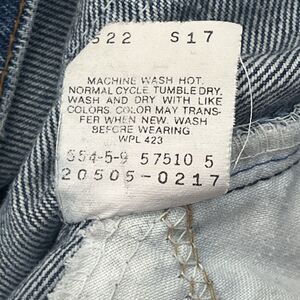 522 S17
MACHINE WASH HOT.
NORMAL CYCLE. TUMBLE DRY.
WASH AND DRY WITH LIKE
COLORS. COLOR MAY TRANS-
FER WHEN NEW. WASH
BEFORE WEARING.
WPL 423
554-5-9 57510 5
20505-0217